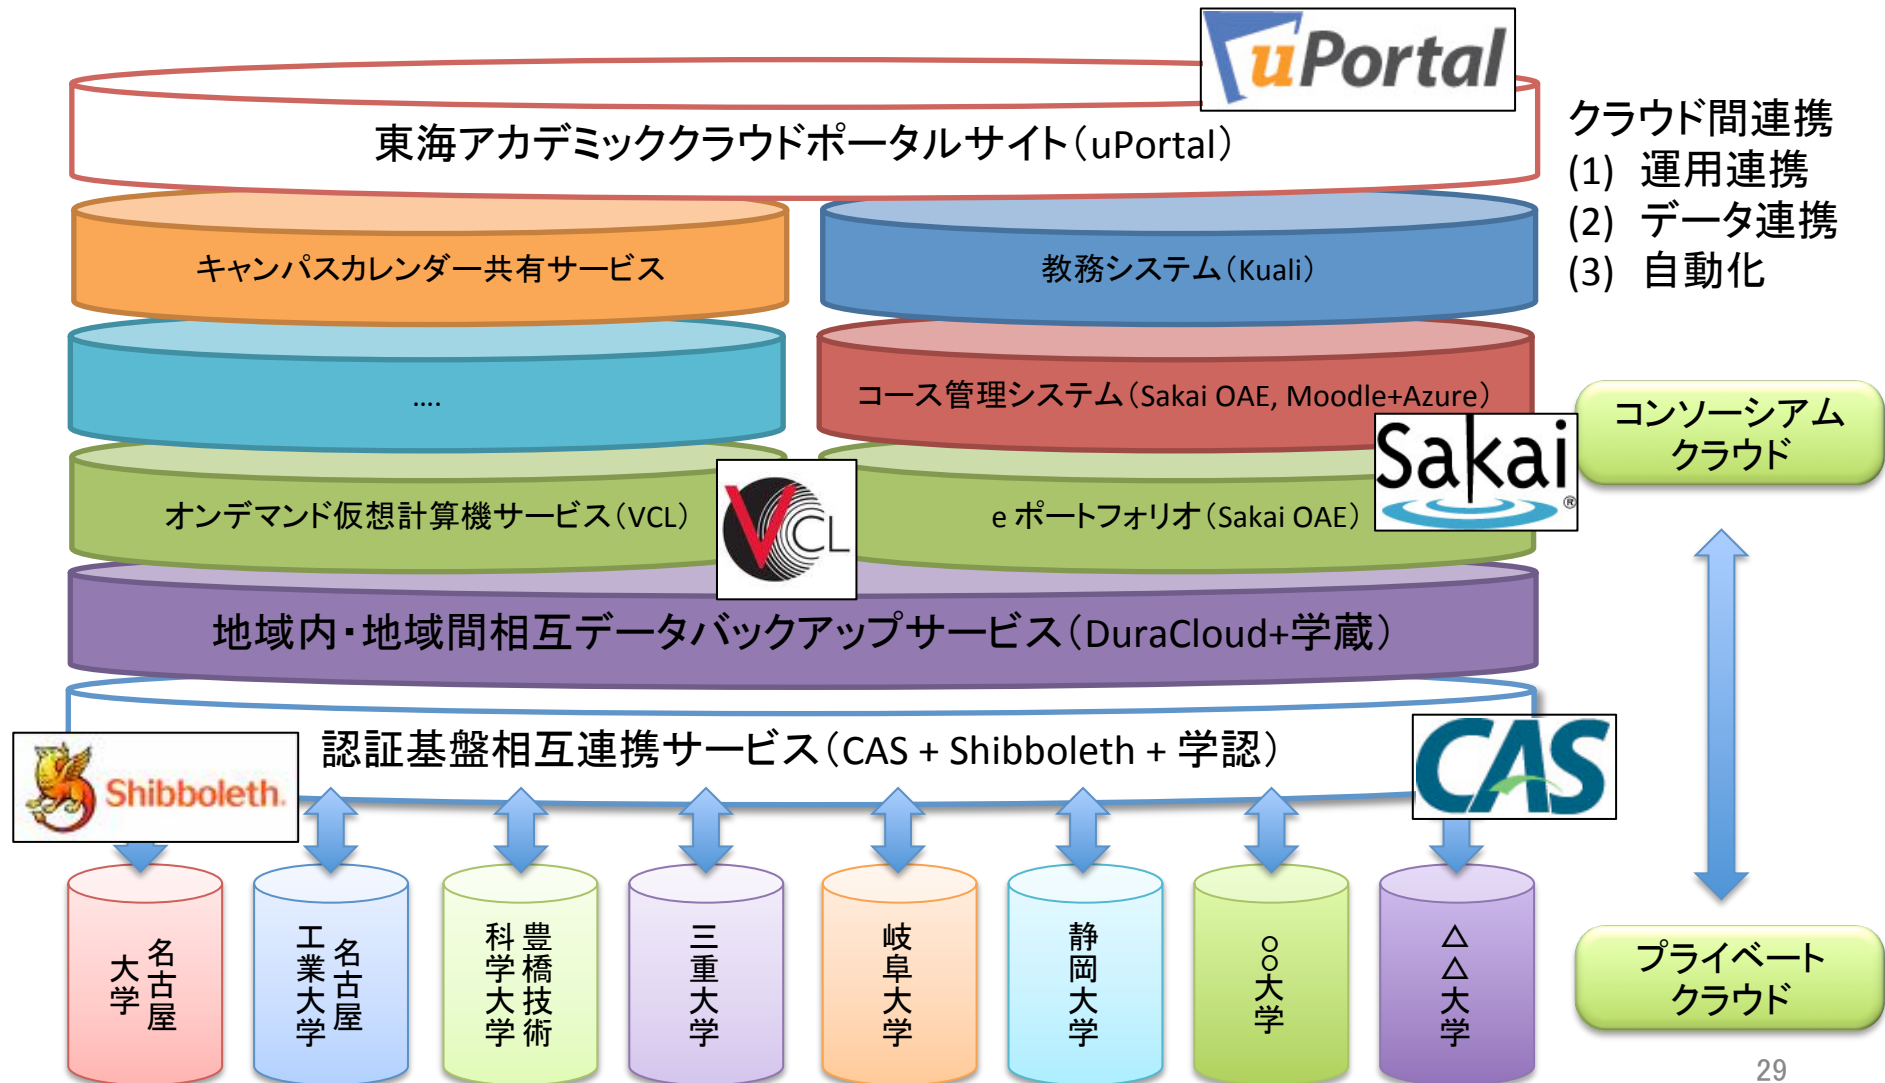 uPortal
東海アカデミッククラウドポータルサイト（uPortal）
クラウド間連携
(1) 運用連携
(2) データ連携
(3) 自動化
キャンパスカレンダー共有サービス
教務システム（Kuali）
....
コース管理システム（Sakai OAE, Moodle+Azure）
コンソーシアム
クラウド
オンデマンド仮想計算機サービス（VCL）
VCL
e ポートフォリオ（Sakai OAE）
Sakai®
地域内・地域間相互データバックアップサービス（DuraCloud+学蔵）
認証基盤相互連携サービス（CAS + Shibboleth + 学認）
Shibboleth.
CAS
名古屋
大学
名古屋
工業大学
豊橋技術
科学大学
三重大学
岐阜大学
静岡大学
○○大学
△△大学
プライベート
クラウド
29